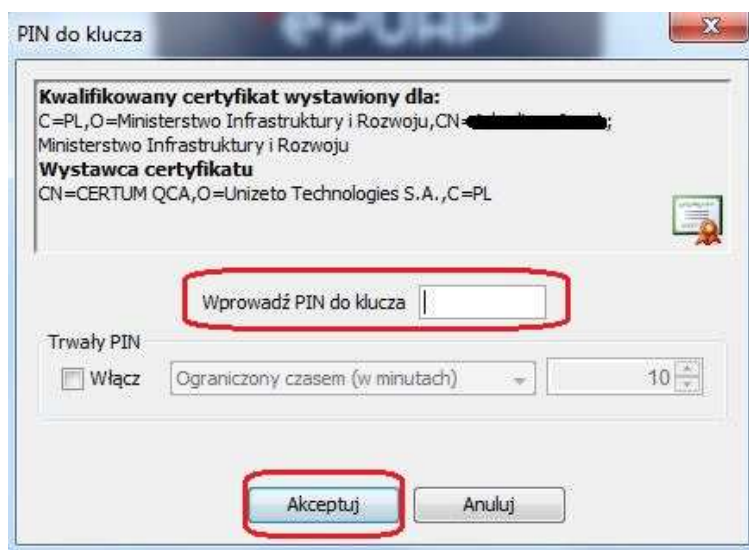 PIN do klucza
ePUAP
Kwalifikowany certyfikat wystawiony dla:
C=PL,O=Ministerstwo Infrastruktury i Rozwoju,CN=
Ministerstwo Infrastruktury i Rozwoju
Wystawca certyfikatu
CN=CERTUM QCA,O=Unizeto Technologies S.A.,C=PL
Wprowadź PIN do klucza
Trwały PIN
Włącz Ograniczony czasem (w minutach) 10
Akceptuj Anuluj